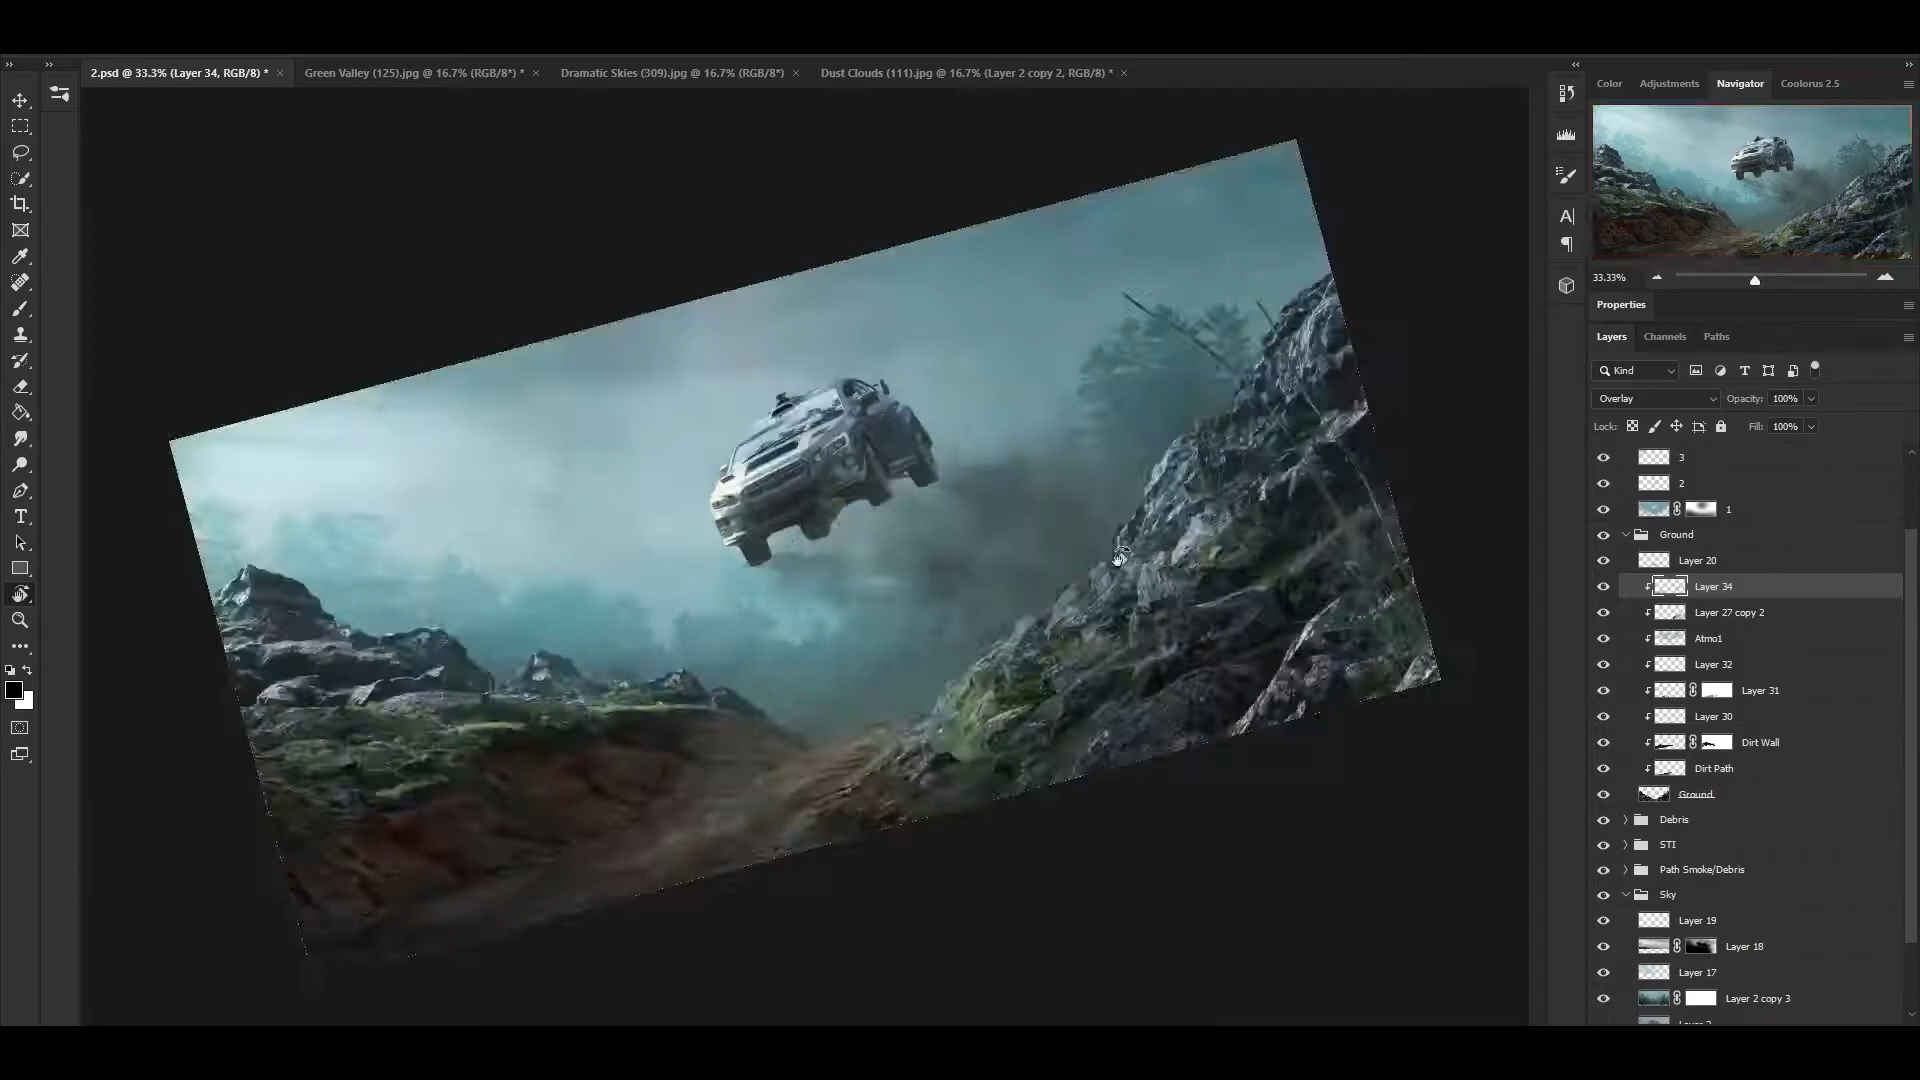 2.psd @ 33.3% (Layer 34, RGB/8) *
Green Valley (125).jpg @ 16.7% (RGB/8*) *
Dramatic Skies (309).jpg @ 16.7% (RGB/8*)
Dust Clouds (111).jpg @ 16.7% (Layer 2 copy 2, RGB/8) *
Color
Adjustments
Navigator
Coolorus 2.5
33.33%
Properties
Layers
Channels
Paths
Kind
Overlay
Opacity: 100%
Lock:
Fill: 100%
3
2
1
Ground
Layer 20
Layer 34
Layer 27 copy 2
Atmo1
Layer 32
Layer 31
Layer 30
Dirt Wall
Dirt Path
Ground
Debris
STI
Path Smoke/Debris
Sky
Layer 19
Layer 18
Layer 17
Layer 2 copy 3